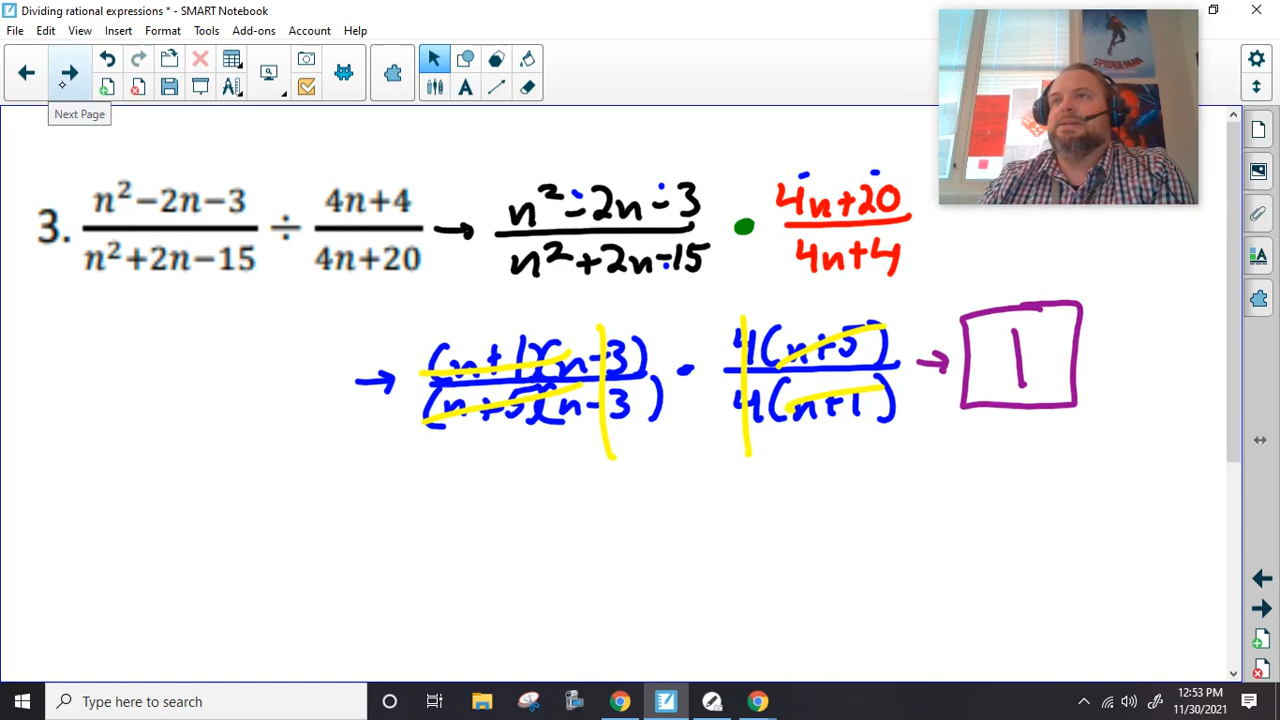 Dividing rational expressions * - SMART Notebook
File Edit View Insert Format Tools Add-ons Account Help
SPIDER-MAN
Next Page
3. n²−2n−3 / n²+2n−15 ÷ 4n+4 / 4n+20 → n²−2n−3 / n²+2n−15 • 4n+20 / 4n+4
→ (n+1)(n−3) / (n+5)(n−3) • 4(n+5) / 4(n+1) → 1
Type here to search
12:53 PM
11/30/2021